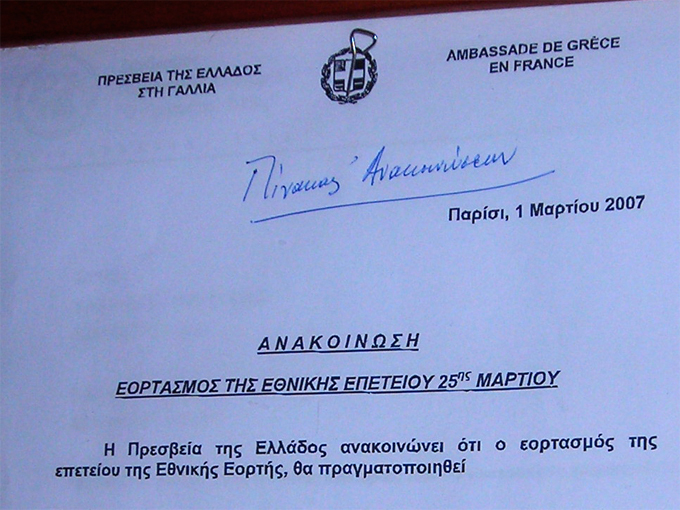 ΠΡΕΣΒΕΙΑ ΤΗΣ ΕΛΛΑΔΟΣ
ΣΤΗ ΓΑΛΛΙΑ
AMBASSADE DE GRÈCE
EN FRANCE
Πίνακας Ανακοινώσεων
Παρίσι, 1 Μαρτίου 2007
ΑΝΑΚΟΙΝΩΣΗ
ΕΟΡΤΑΣΜΟΣ ΤΗΣ ΕΘΝΙΚΗΣ ΕΠΕΤΕΙΟΥ 25ης ΜΑΡΤΙΟΥ
Η Πρεσβεία της Ελλάδος ανακοινώνει ότι ο εορτασμός της
επετείου της Εθνικής Εορτής, θα πραγματοποιηθεί